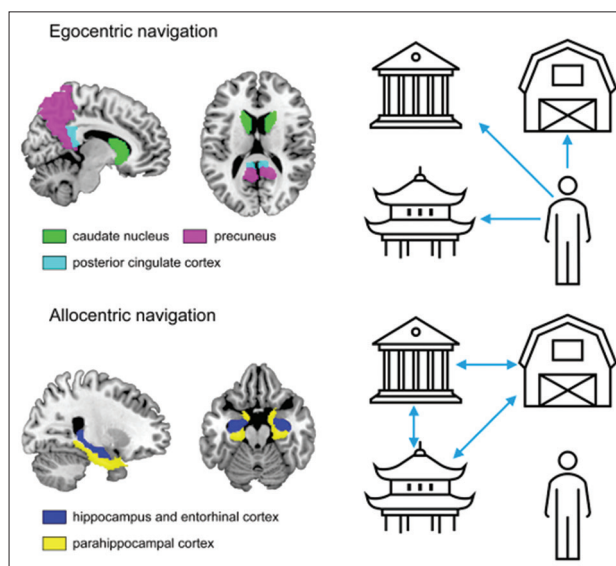 Egocentric navigation
caudate nucleus precuneus
posterior cingulate cortex
Allocentric navigation
hippocampus and entorhinal cortex
parahippocampal cortex